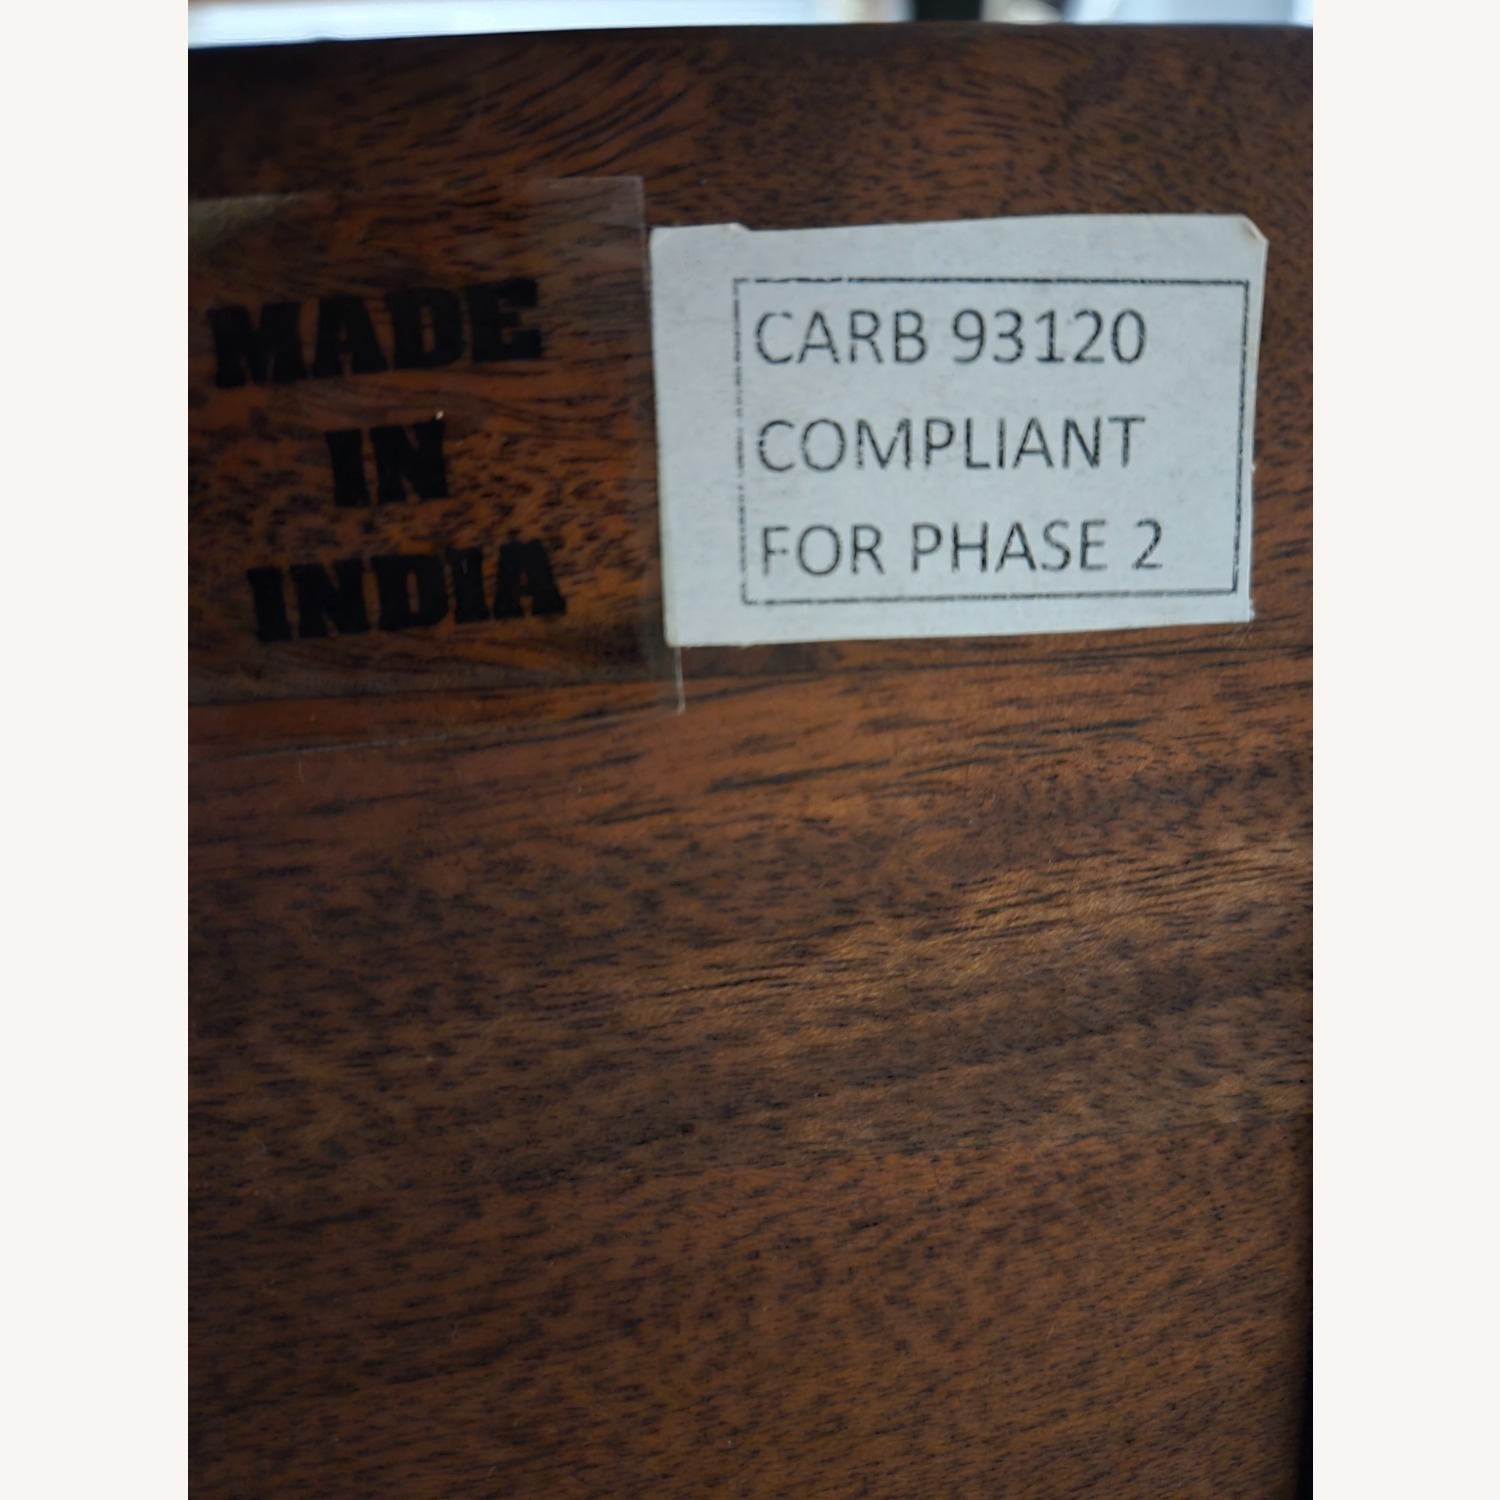 MADE
IN
INDIA
CARB 93120
COMPLIANT
FOR PHASE 2